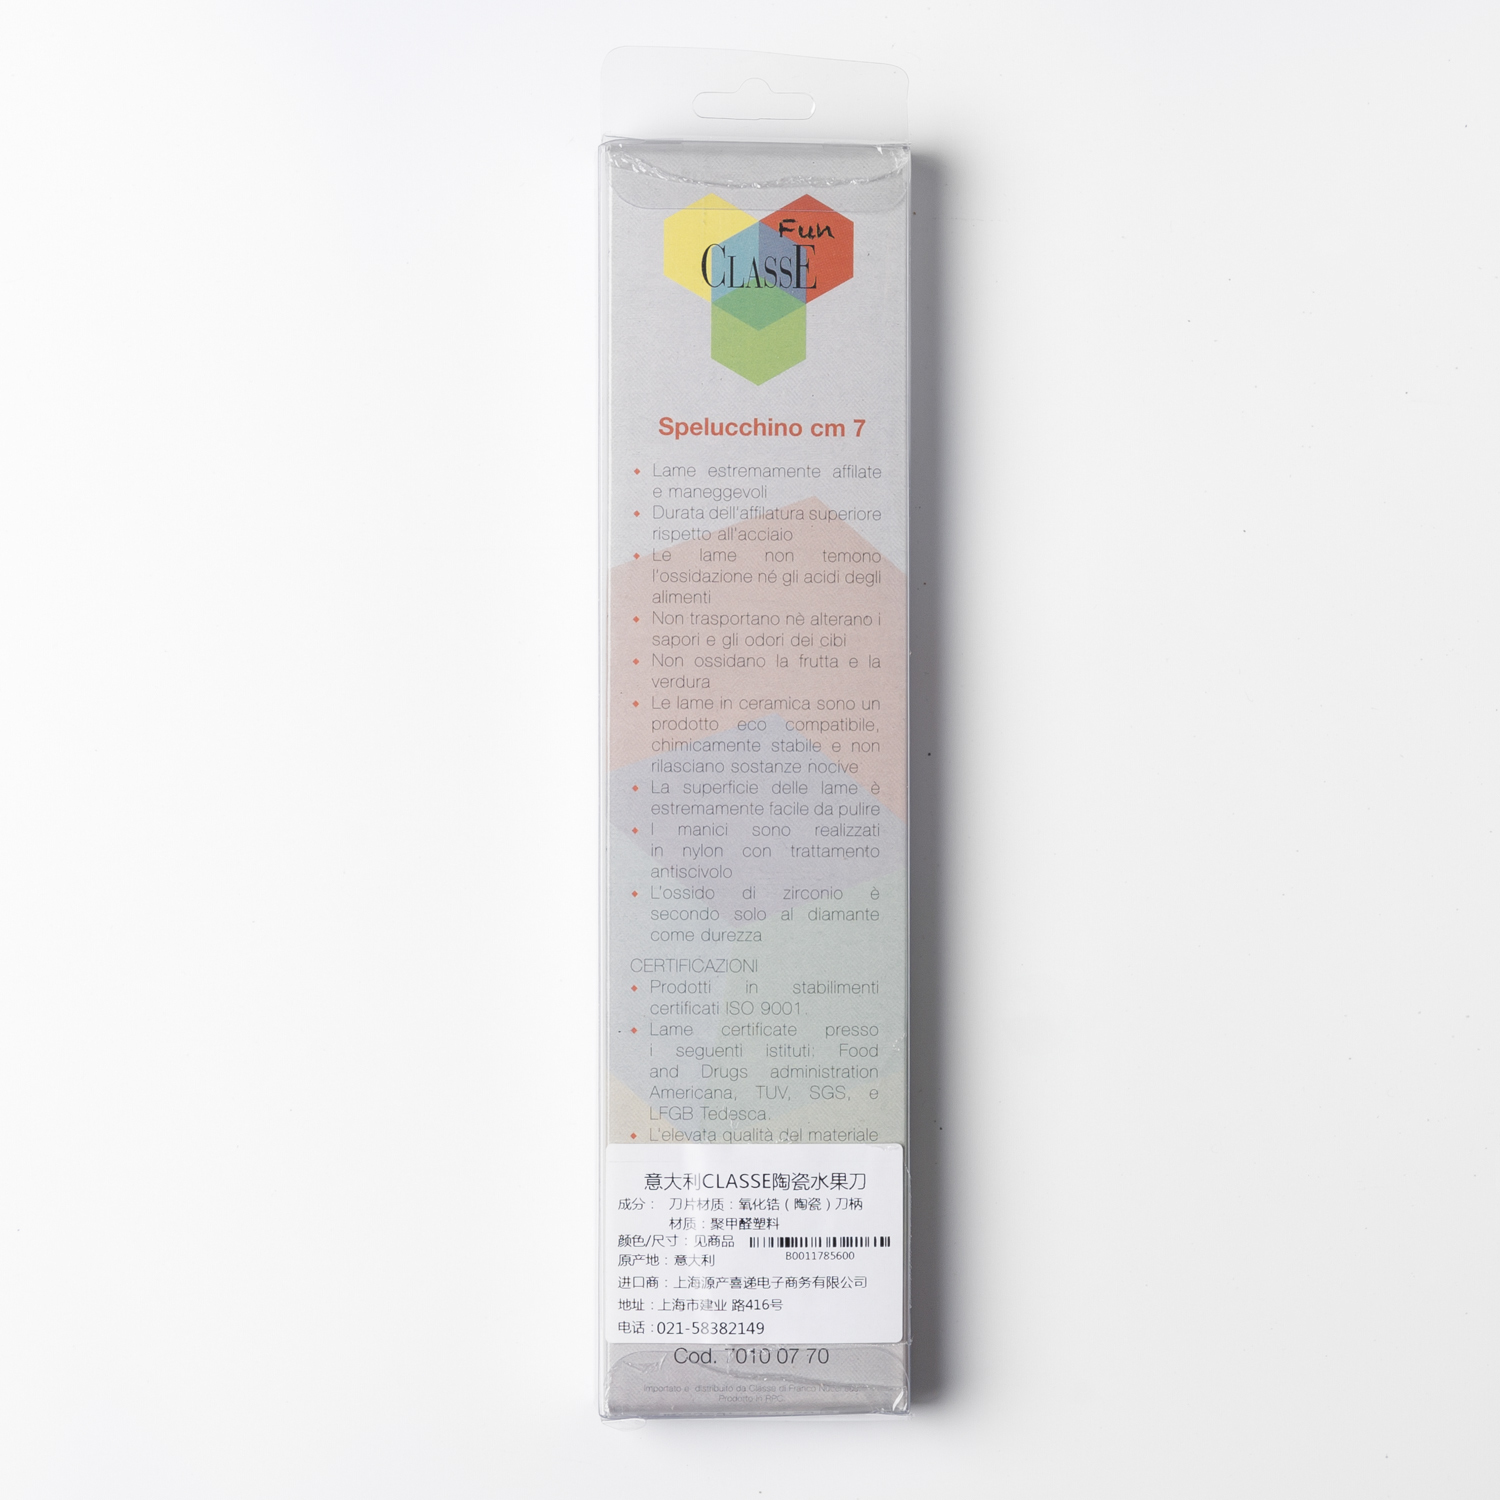 Fun
CLASSE
Spelucchino cm 7
Lame estremamente affilate
e maneggevoli
Durata dell'affilatura superiore
rispetto all'acciaio
Le lame non temono
l'ossidazione né gli acidi degli
alimenti
Non trasportano nè alterano i
sapori e gli odori dei cibi
Non ossidano la frutta e la
verdura
Le lame in ceramica sono un
prodotto eco compatibile,
chimicamente stabile e non
rilasciano sostanze nocive
La superficie delle lame è
estremamente facile da pulire
I manici sono realizzati
in nylon con trattamento
antiscivolo
L'ossido di zirconio è
secondo solo al diamante
come durezza
CERTIFICAZIONI
Prodotti in stabilimenti
certificati ISO 9001.
Lame certificate presso
i seguenti istituti: Food
and Drugs administration
Americana, TUV, SGS, e
LFGB Tedesca.
L'elevata qualità del materiale
意大利CLASSE陶瓷水果刀
成分： 刀片材质：氧化锆（陶瓷）刀柄
材质：聚甲醛塑料
颜色/尺寸：见商品
B0011785600
原产地：意大利
进口商：上海源产喜递电子商务有限公司
地址：上海市建业 路416号
电话：021-58382149
Cod. 7010 07 70
Importato e distribuito da Classe di Franco
Prodotto in RPC